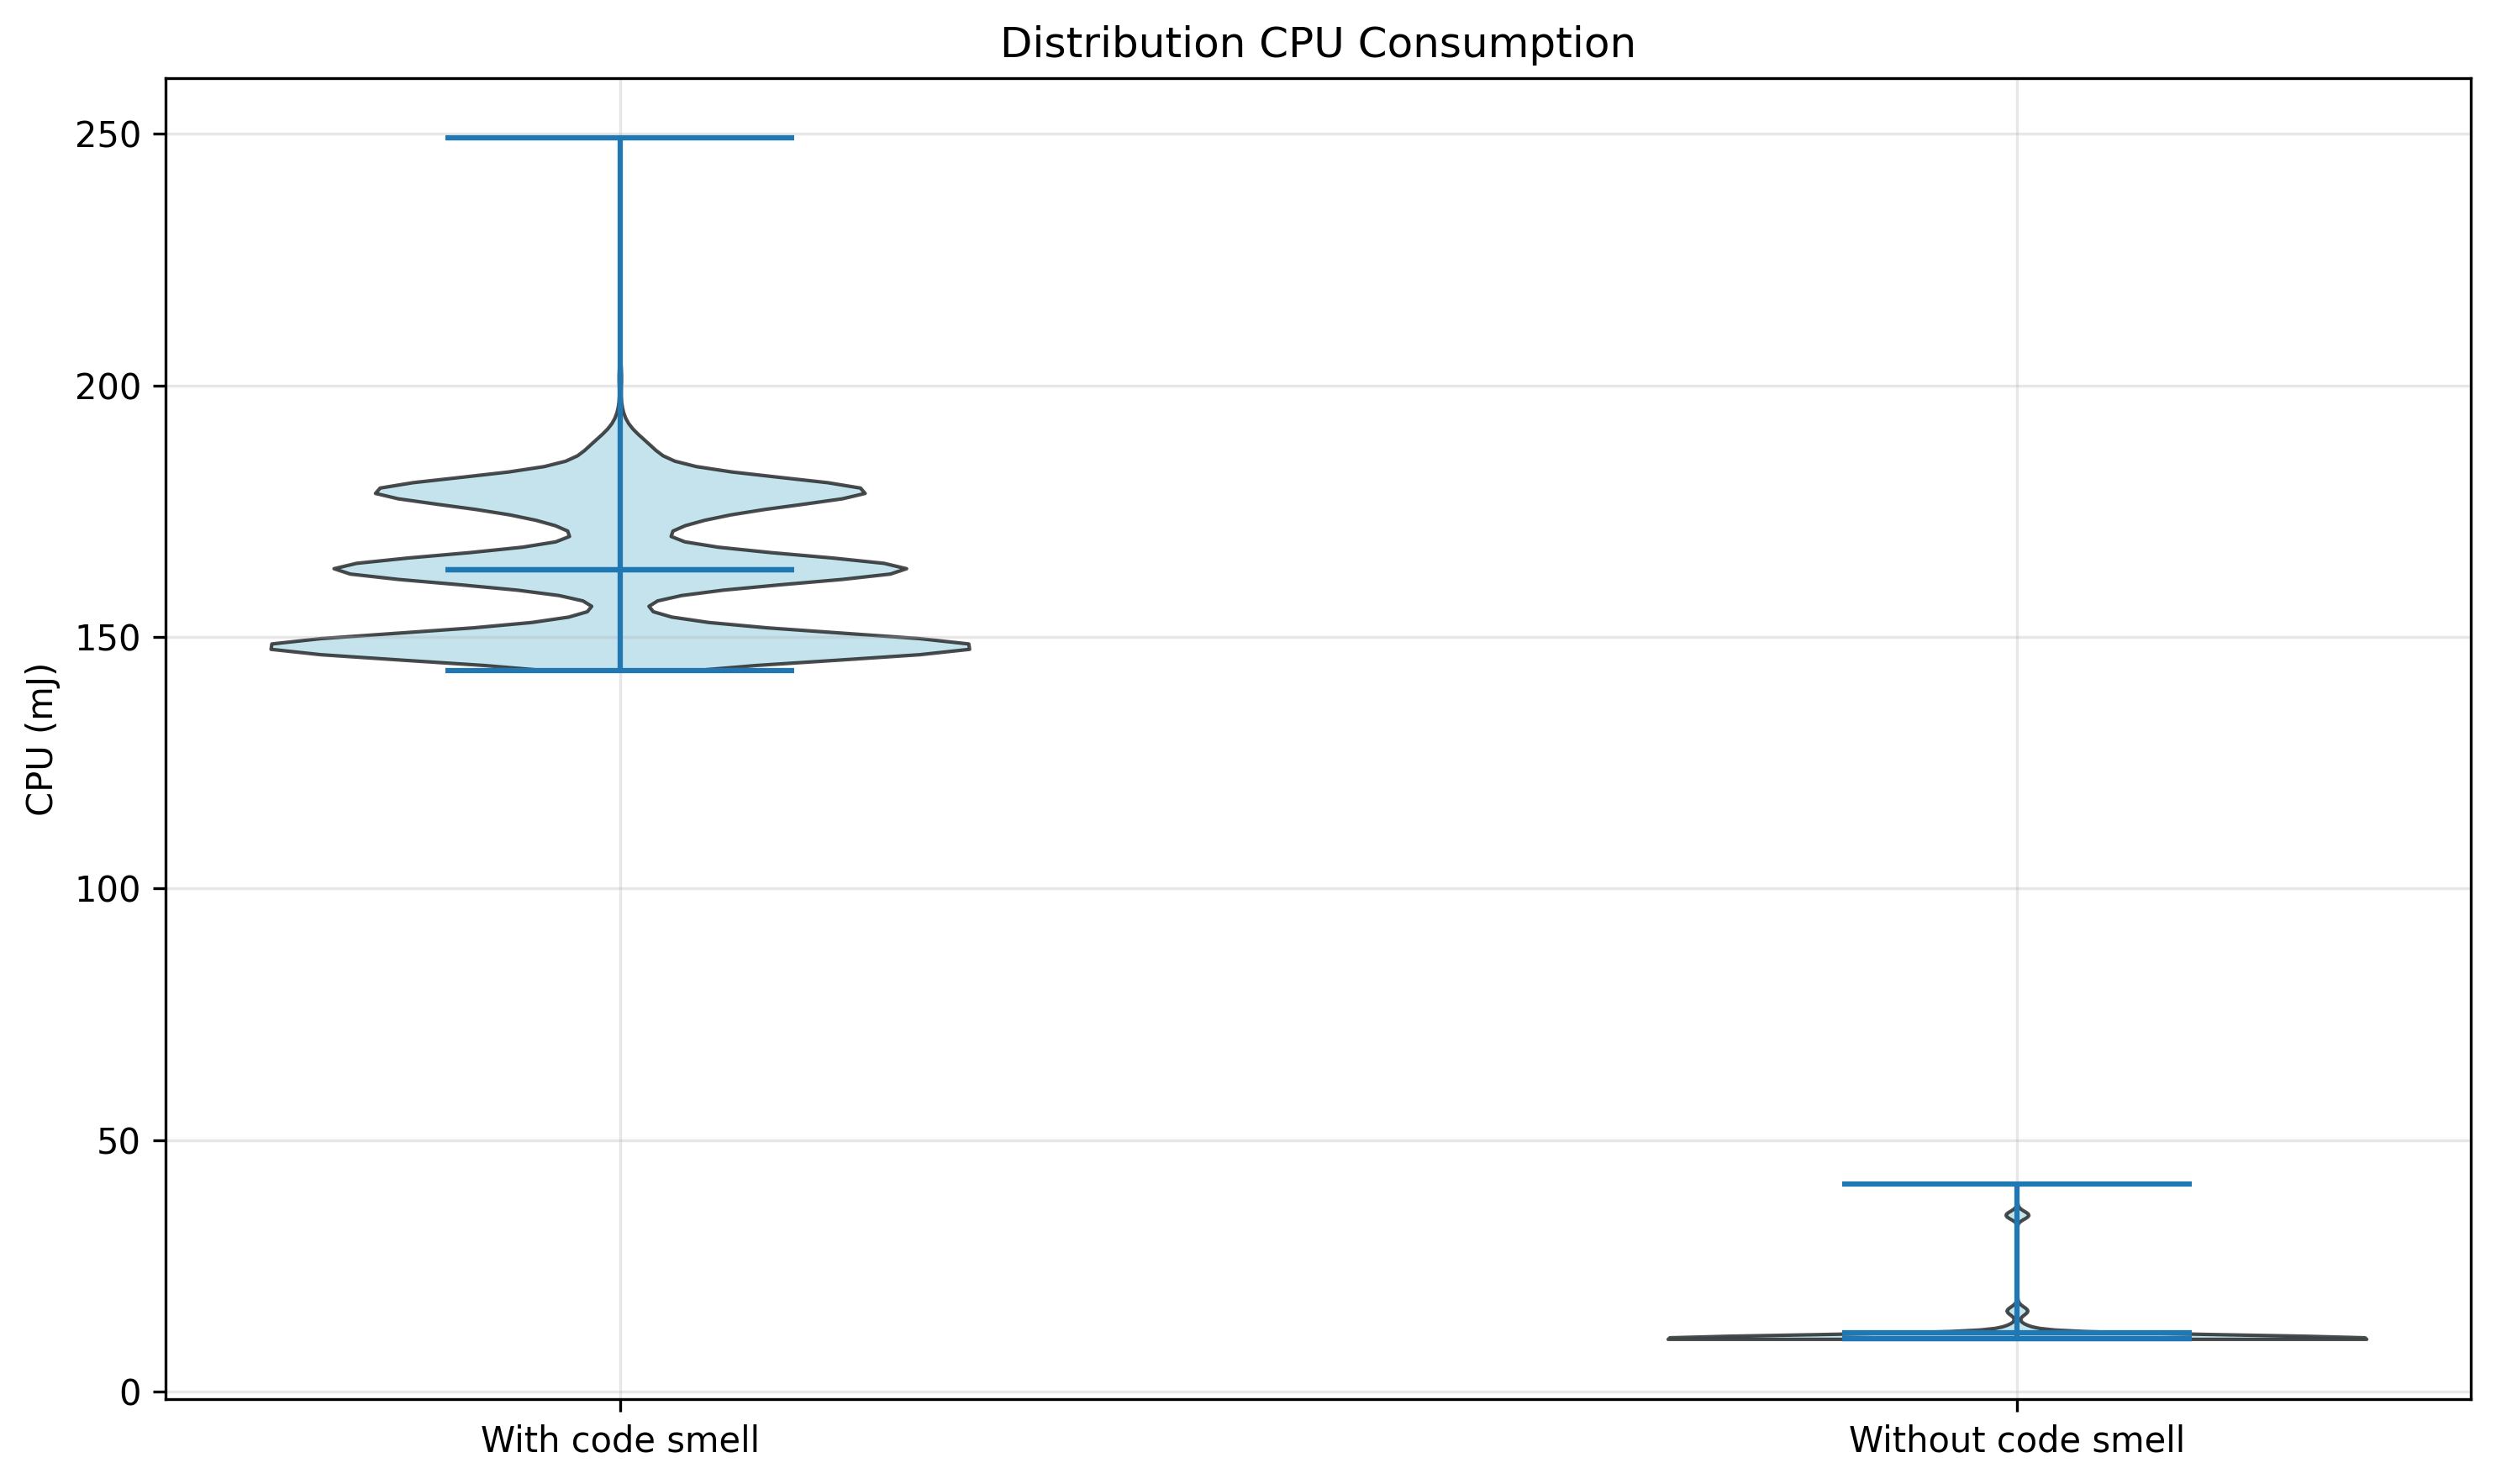 Distribution CPU Consumption
CPU (mJ)
250
200
150
100
50
0
With code smell
Without code smell